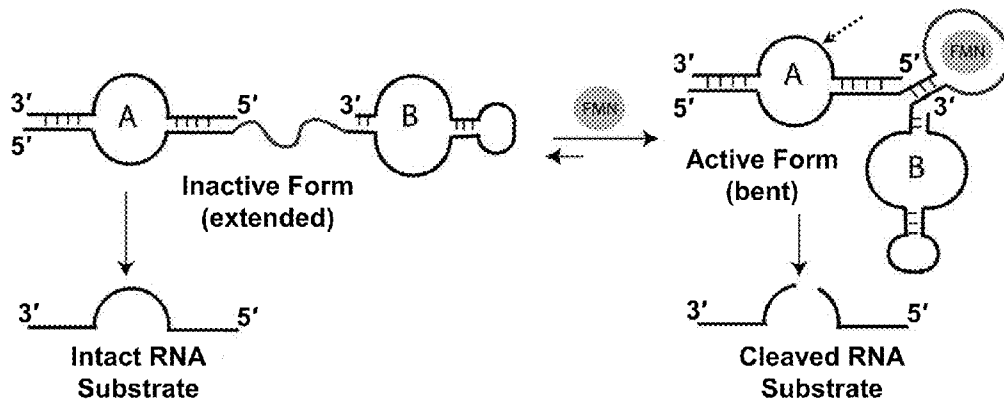 3′
5′
A
5′
3′
B
Inactive Form
(extended)
FMN
3′
5′
A
5′
FMN
3′
B
Active Form
(bent)
3′
5′
Intact RNA
Substrate
3′
5′
Cleaved RNA
Substrate